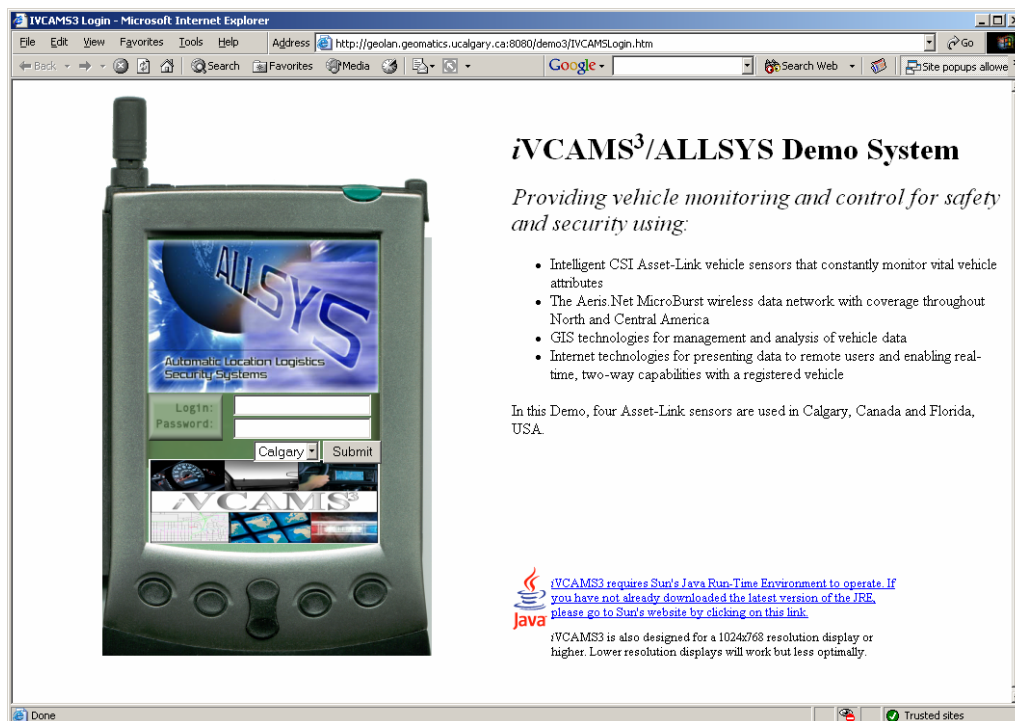 IVCAMS3 Login - Microsoft Internet Explorer
File Edit View Favorites Tools Help Address http://geolan.geomatics.ucalgary.ca:8080/demo3/IVCAMSLogin.htm Go
Back Search Favorites Media Google Search Web Site popups allowe
iVCAMS3/ALLSYS Demo System
Providing vehicle monitoring and control for safety
and security using:
• Intelligent CSI Asset-Link vehicle sensors that constantly monitor vital vehicle
attributes
• The Aeris.Net MicroBurst wireless data network with coverage throughout
North and Central America
• GIS technologies for management and analysis of vehicle data
• Internet technologies for presenting data to remote users and enabling real-
time, two-way capabilities with a registered vehicle
In this Demo, four Asset-Link sensors are used in Calgary, Canada and Florida,
USA.
ALLSYS
Automatic Location Logistics
Security Systems
Login:
Password:
Calgary Submit
iVCAMS3
Java
iVCAMS3 requires Sun's Java Run-Time Environment to operate. If
you have not already downloaded the latest version of the JRE,
please go to Sun's website by clicking on this link.
iVCAMS3 is also designed for a 1024x768 resolution display or
higher. Lower resolution displays will work but less optimally.
Done Trusted sites